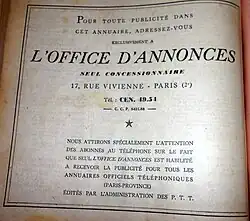 POUR TOUTE PUBLICITÉ DANS
CET ANNUAIRE, ADRESSEZ-VOUS
EXCLUSIVEMENT A
L'OFFICE D'ANNONCES
SEUL CONCESSIONNAIRE
17, RUE VIVIENNE - PARIS (2ᵉ)
TÉL : CEN. 49.54
C. C. P.
NOUS ATTIRONS SPÉCIALEMENT L'ATTENTION
DES ABONNÉS AU TÉLÉPHONE SUR LE FAIT
QUE SEUL L'OFFICE D'ANNONCES EST HABILITÉ
A RECEVOIR LA PUBLICITÉ POUR TOUS LES
ANNUAIRES OFFICIELS TÉLÉPHONIQUES
(PARIS-PROVINCE)
ÉDITÉS PAR L'ADMINISTRATION DES P. T. T.